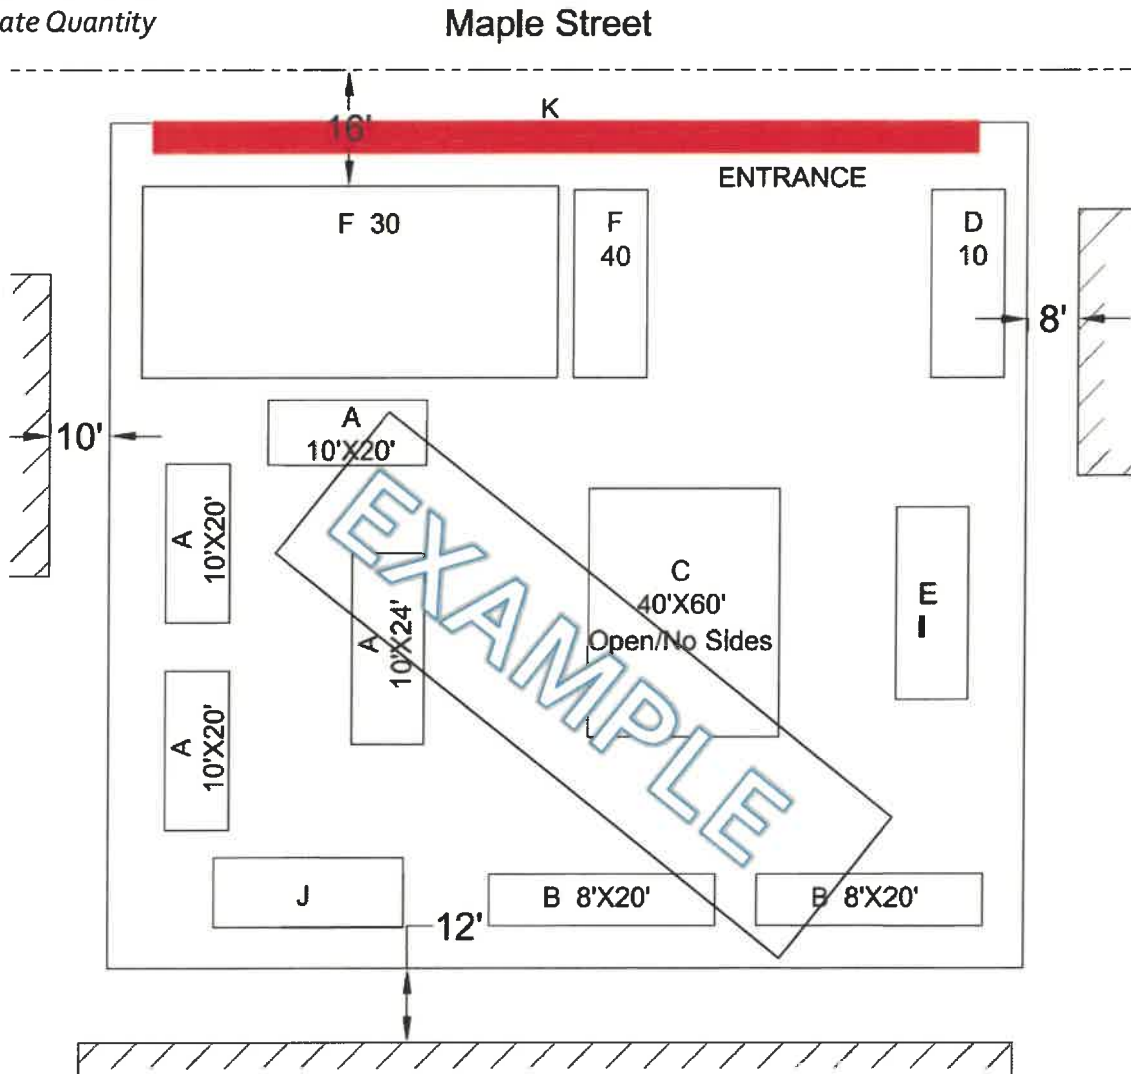 ate Quantity
Maple Street
K
16'
ENTRANCE
F 30
F
40
D
10
8'
10'
A
10'X20'
A
10'X20'
A
10'X24'
C
40'X60'
Open/No Sides
E
I
A
10'X20'
EXAMPLE
J
B 8'X20'
B 8'X20'
12'